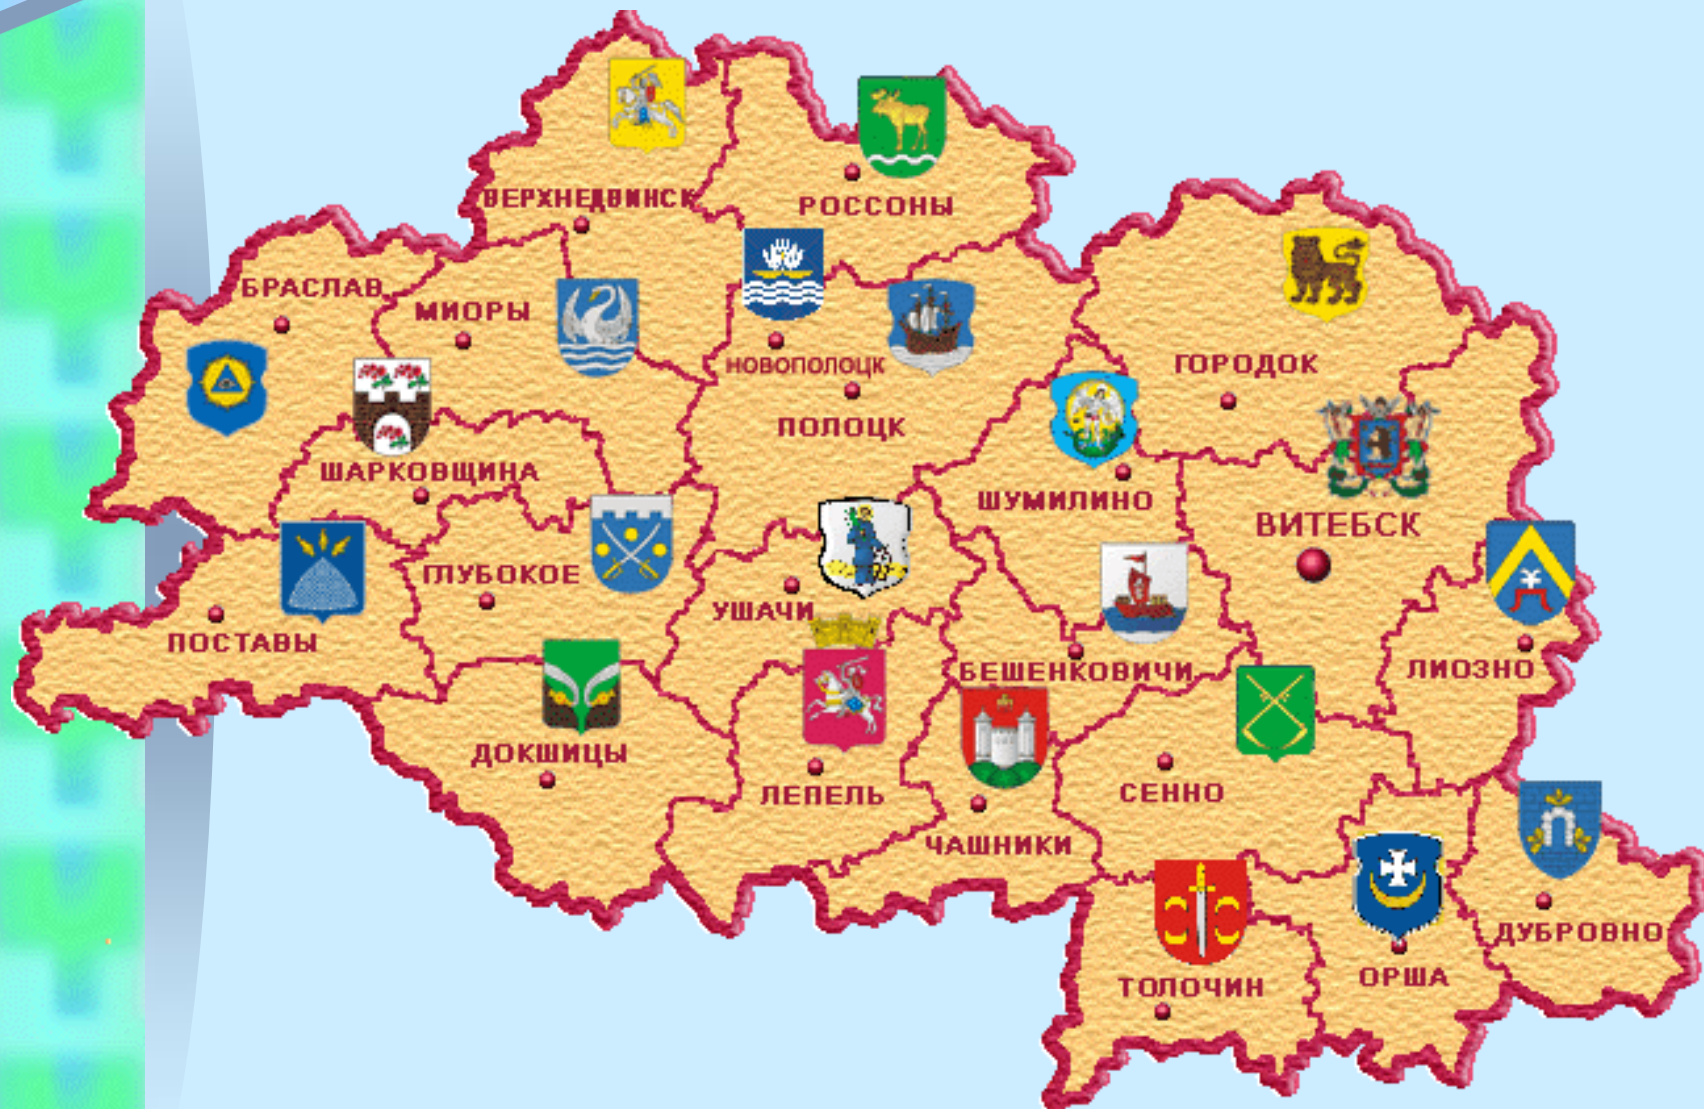 ВЕРХНЕДВИНСК
РОССОНЫ
БРАСЛАВ
МИОРЫ
НОВОПОЛОЦК
ГОРОДОК
ПОЛОЦК
ШАРКОВЩИНА
ШУМИЛИНО
ВИТЕБСК
ГЛУБОКОЕ
УШАЧИ
ПОСТАВЫ
БЕШЕНКОВИЧИ
ЛИОЗНО
ДОКШИЦЫ
ЛЕПЕЛЬ
СЕННО
ЧАШНИКИ
ДУБРОВНО
ОРША
ТОЛОЧИН